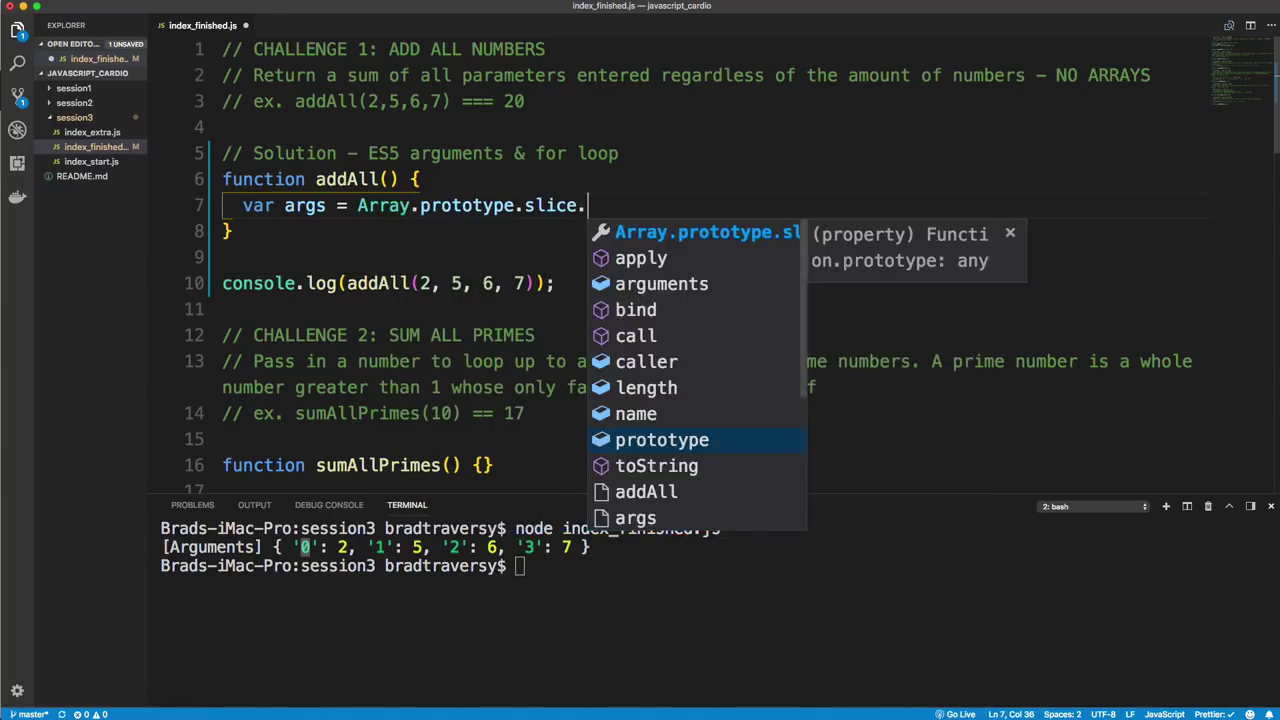 index_finished.js — javascript_cardio
EXPLORER
index_finished.js
OPEN EDITO... 1 UNSAVED
index_finishe... M
JAVASCRIPT_CARDIO
session1
session2
session3
JS index_extra.js
JS index_finished... M
JS index_start.js
README.md
1 // CHALLENGE 1: ADD ALL NUMBERS
2 // Return a sum of all parameters entered regardless of the amount of numbers - NO ARRAYS
3 // ex. addAll(2,5,6,7) === 20
4
5 // Solution - ES5 arguments & for loop
6 function addAll() {
7 var args = Array.prototype.slice.
8 }
9
10 console.log(addAll(2, 5, 6, 7));
11
12 // CHALLENGE 2: SUM ALL PRIMES
13 // Pass in a number to loop up to a me numbers. A prime number is a whole
number greater than 1 whose only fa f
14 // ex. sumAllPrimes(10) == 17
15
16 function sumAllPrimes() {}
17
Array.prototype.sl
apply
arguments
bind
call
caller
length
name
prototype
toString
addAll
args
(property) Functi
on.prototype: any
PROBLEMS OUTPUT DEBUG CONSOLE TERMINAL
2: bash
Brads-iMac-Pro:session3 bradtraversy$ node index_finished.js
[Arguments] { '0': 2, '1': 5, '2': 6, '3': 7 }
Brads-iMac-Pro:session3 bradtraversy$
master* 0 0 Go Live Ln 7, Col 36 Spaces: 2 UTF-8 LF JavaScript Prettier: ✓